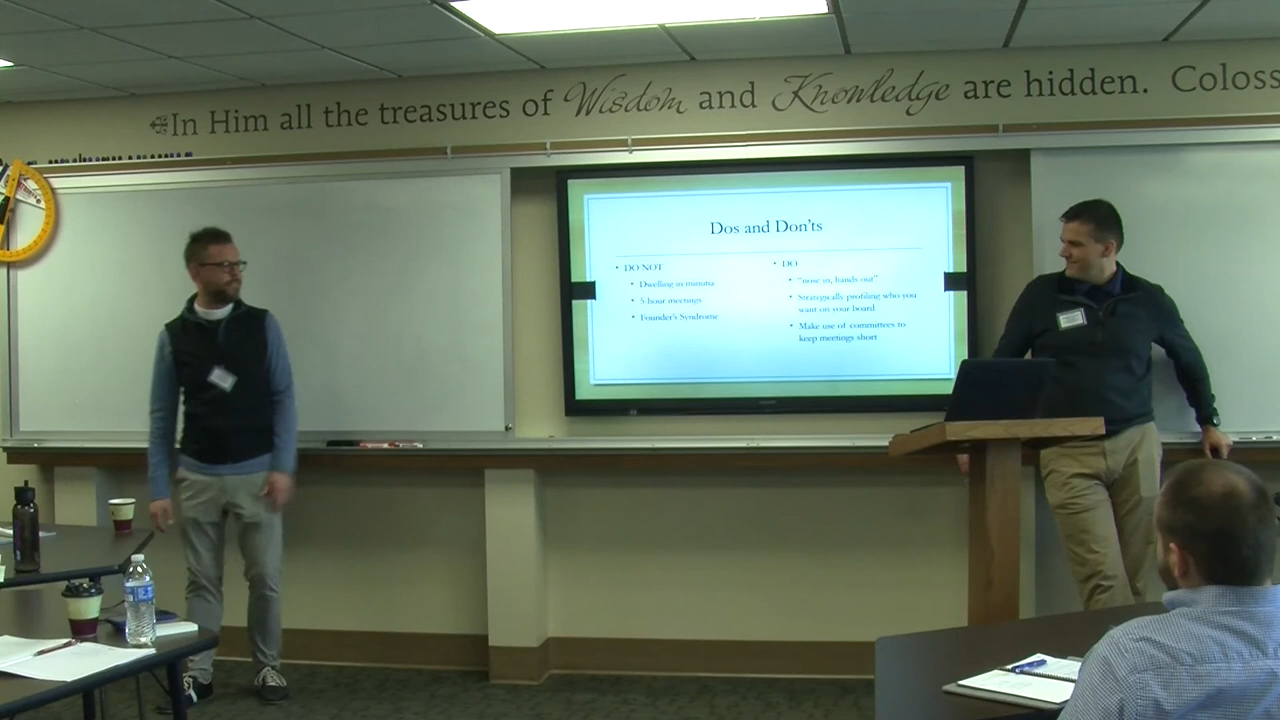 In Him all the treasures of Wisdom and Knowledge are hidden. Coloss
Dos and Don'ts
• DO NOT
• Dwelling in minutia
• 5-hour meetings
• Founder's Syndrome
• DO
• "nose in, hands out"
• Strategically profiling who you
want on your board
• Make use of committees to
keep meetings short